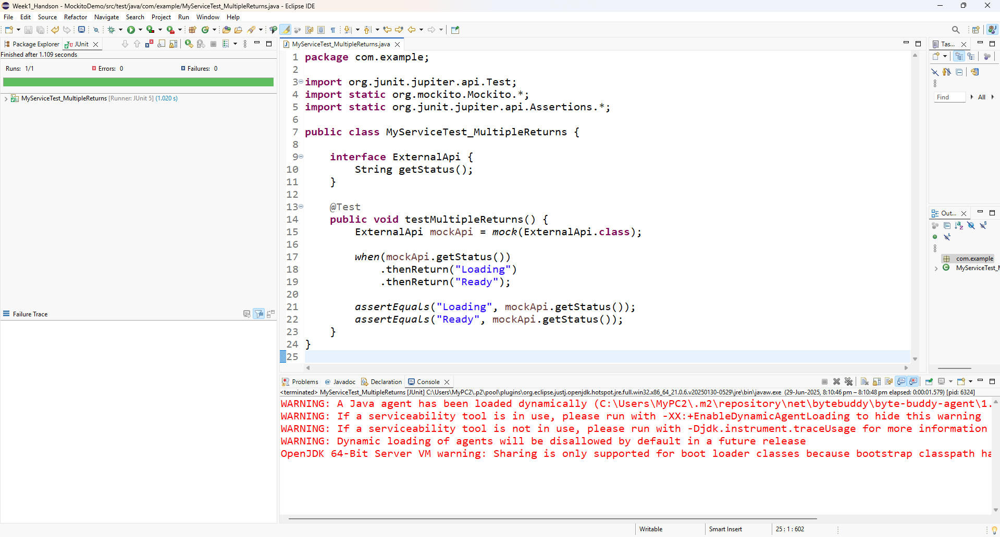 Week1_Handson - MockitoDemo/src/test/java/com/example/MyServiceTest_MultipleReturns.java - Eclipse IDE
File Edit Source Refactor Navigate Search Project Run Window Help
Package Explorer JUnit
Finished after 1.109 seconds
Runs: 1/1 Errors: 0 Failures: 0
MyServiceTest_MultipleReturns [Runner: JUnit 5] (1.020 s)
Failure Trace
MyServiceTest_MultipleReturns.java
1 package com.example;
2
3 import org.junit.jupiter.api.Test;
4 import static org.mockito.Mockito.*;
5 import static org.junit.jupiter.api.Assertions.*;
6
7 public class MyServiceTest_MultipleReturns {
8
9 interface ExternalApi {
10 String getStatus();
11 }
12
13 @Test
14 public void testMultipleReturns() {
15 ExternalApi mockApi = mock(ExternalApi.class);
16
17 when(mockApi.getStatus())
18 .thenReturn("Loading")
19 .thenReturn("Ready");
20
21 assertEquals("Loading", mockApi.getStatus());
22 assertEquals("Ready", mockApi.getStatus());
23 }
24 }
25
Tas...
Find All
Out...
com.example
MyServiceTest_
Problems Javadoc Declaration Console
<terminated> MyServiceTest_MultipleReturns [JUnit] C:\Users\MyPC2\.p2\pool\plugins\org.eclipse.justj.openjdk.hotspot.jre.full.win32.x86_64_21.0.6.v20250130-0529\jre\bin\javaw.exe (29-Jun-2025, 8:10:46 pm – 8:10:48 pm elapsed: 0:00:01.579) [pid: 6324]
WARNING: A Java agent has been loaded dynamically (C:\Users\MyPC2\.m2\repository\net\bytebuddy\byte-buddy-agent\1.
WARNING: If a serviceability tool is in use, please run with -XX:+EnableDynamicAgentLoading to hide this warning
WARNING: If a serviceability tool is not in use, please run with -Djdk.instrument.traceUsage for more information
WARNING: Dynamic loading of agents will be disallowed by default in a future release
OpenJDK 64-Bit Server VM warning: Sharing is only supported for boot loader classes because bootstrap classpath ha
Writable Smart Insert 25 : 1 : 602